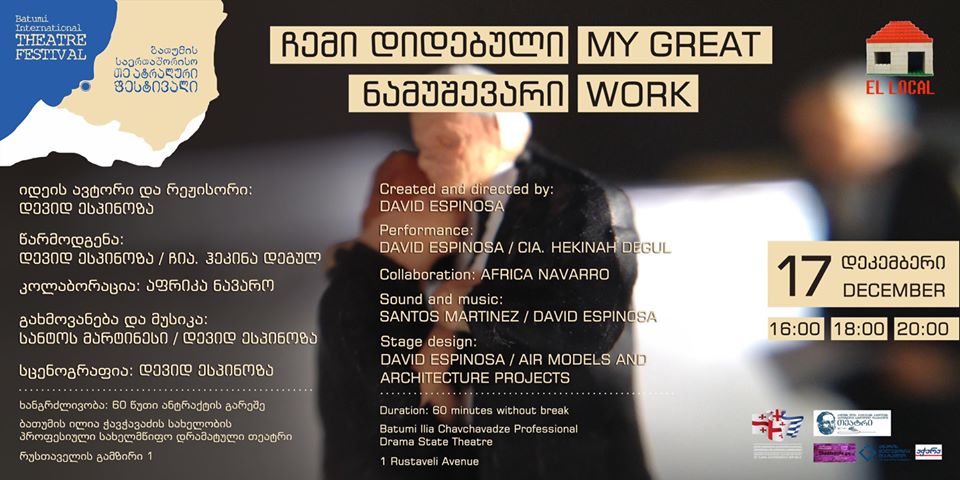 Batumi
International
THEATRE
FESTIVAL
ბათუმის
საერთაშორისო
თეატრალური
ფესტივალი
ჩემი დიდებული
ნამუშევარი
MY GREAT
WORK
EL LOCAL
იდეის ავტორი და რეჟისორი:
დევიდ ესპინოზა
წარმოდგენა:
დევიდ ესპინოზა / ჩია. ჰეკინა დეგულ
კოლაბორაცია: აფრიკა ნავარო
გახმოვანება და მუსიკა:
სანტოს მარტინესი / დევიდ ესპინოზა
სცენოგრაფია: დევიდ ესპინოზა
ხანგრძლივობა: 60 წუთი ანტრაქტის გარეშე
ბათუმის ილია ჭავჭავაძის სახელობის
პროფესიული სახელმწიფო დრამატული თეატრი
რუსთაველის გამზირი 1
Created and directed by:
DAVID ESPINOSA
Performance:
DAVID ESPINOSA / CIA. HEKINAH DEGUL
Collaboration: AFRICA NAVARRO
Sound and music:
SANTOS MARTINEZ / DAVID ESPINOSA
Stage design:
DAVID ESPINOSA / AIR MODELS AND
ARCHITECTURE PROJECTS
Duration: 60 minutes without break
Batumi Ilia Chavchavadze Professional
Drama State Theatre
1 Rustaveli Avenue
17
დეკემბერი
DECEMBER
16:00 18:00 20:00
თეატრი
აჭარა